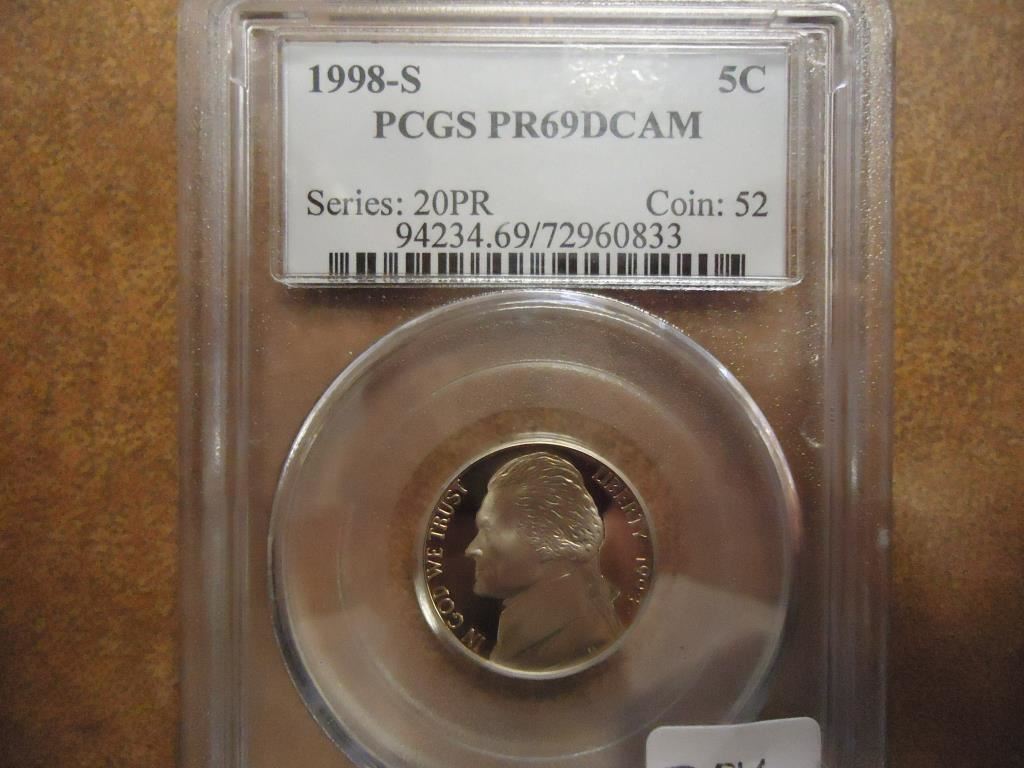 1998-S 5C
PCGS PR69DCAM
Series: 20PR Coin: 52
94234.69/72960833
IN GOD WE TRUST
LIBERTY